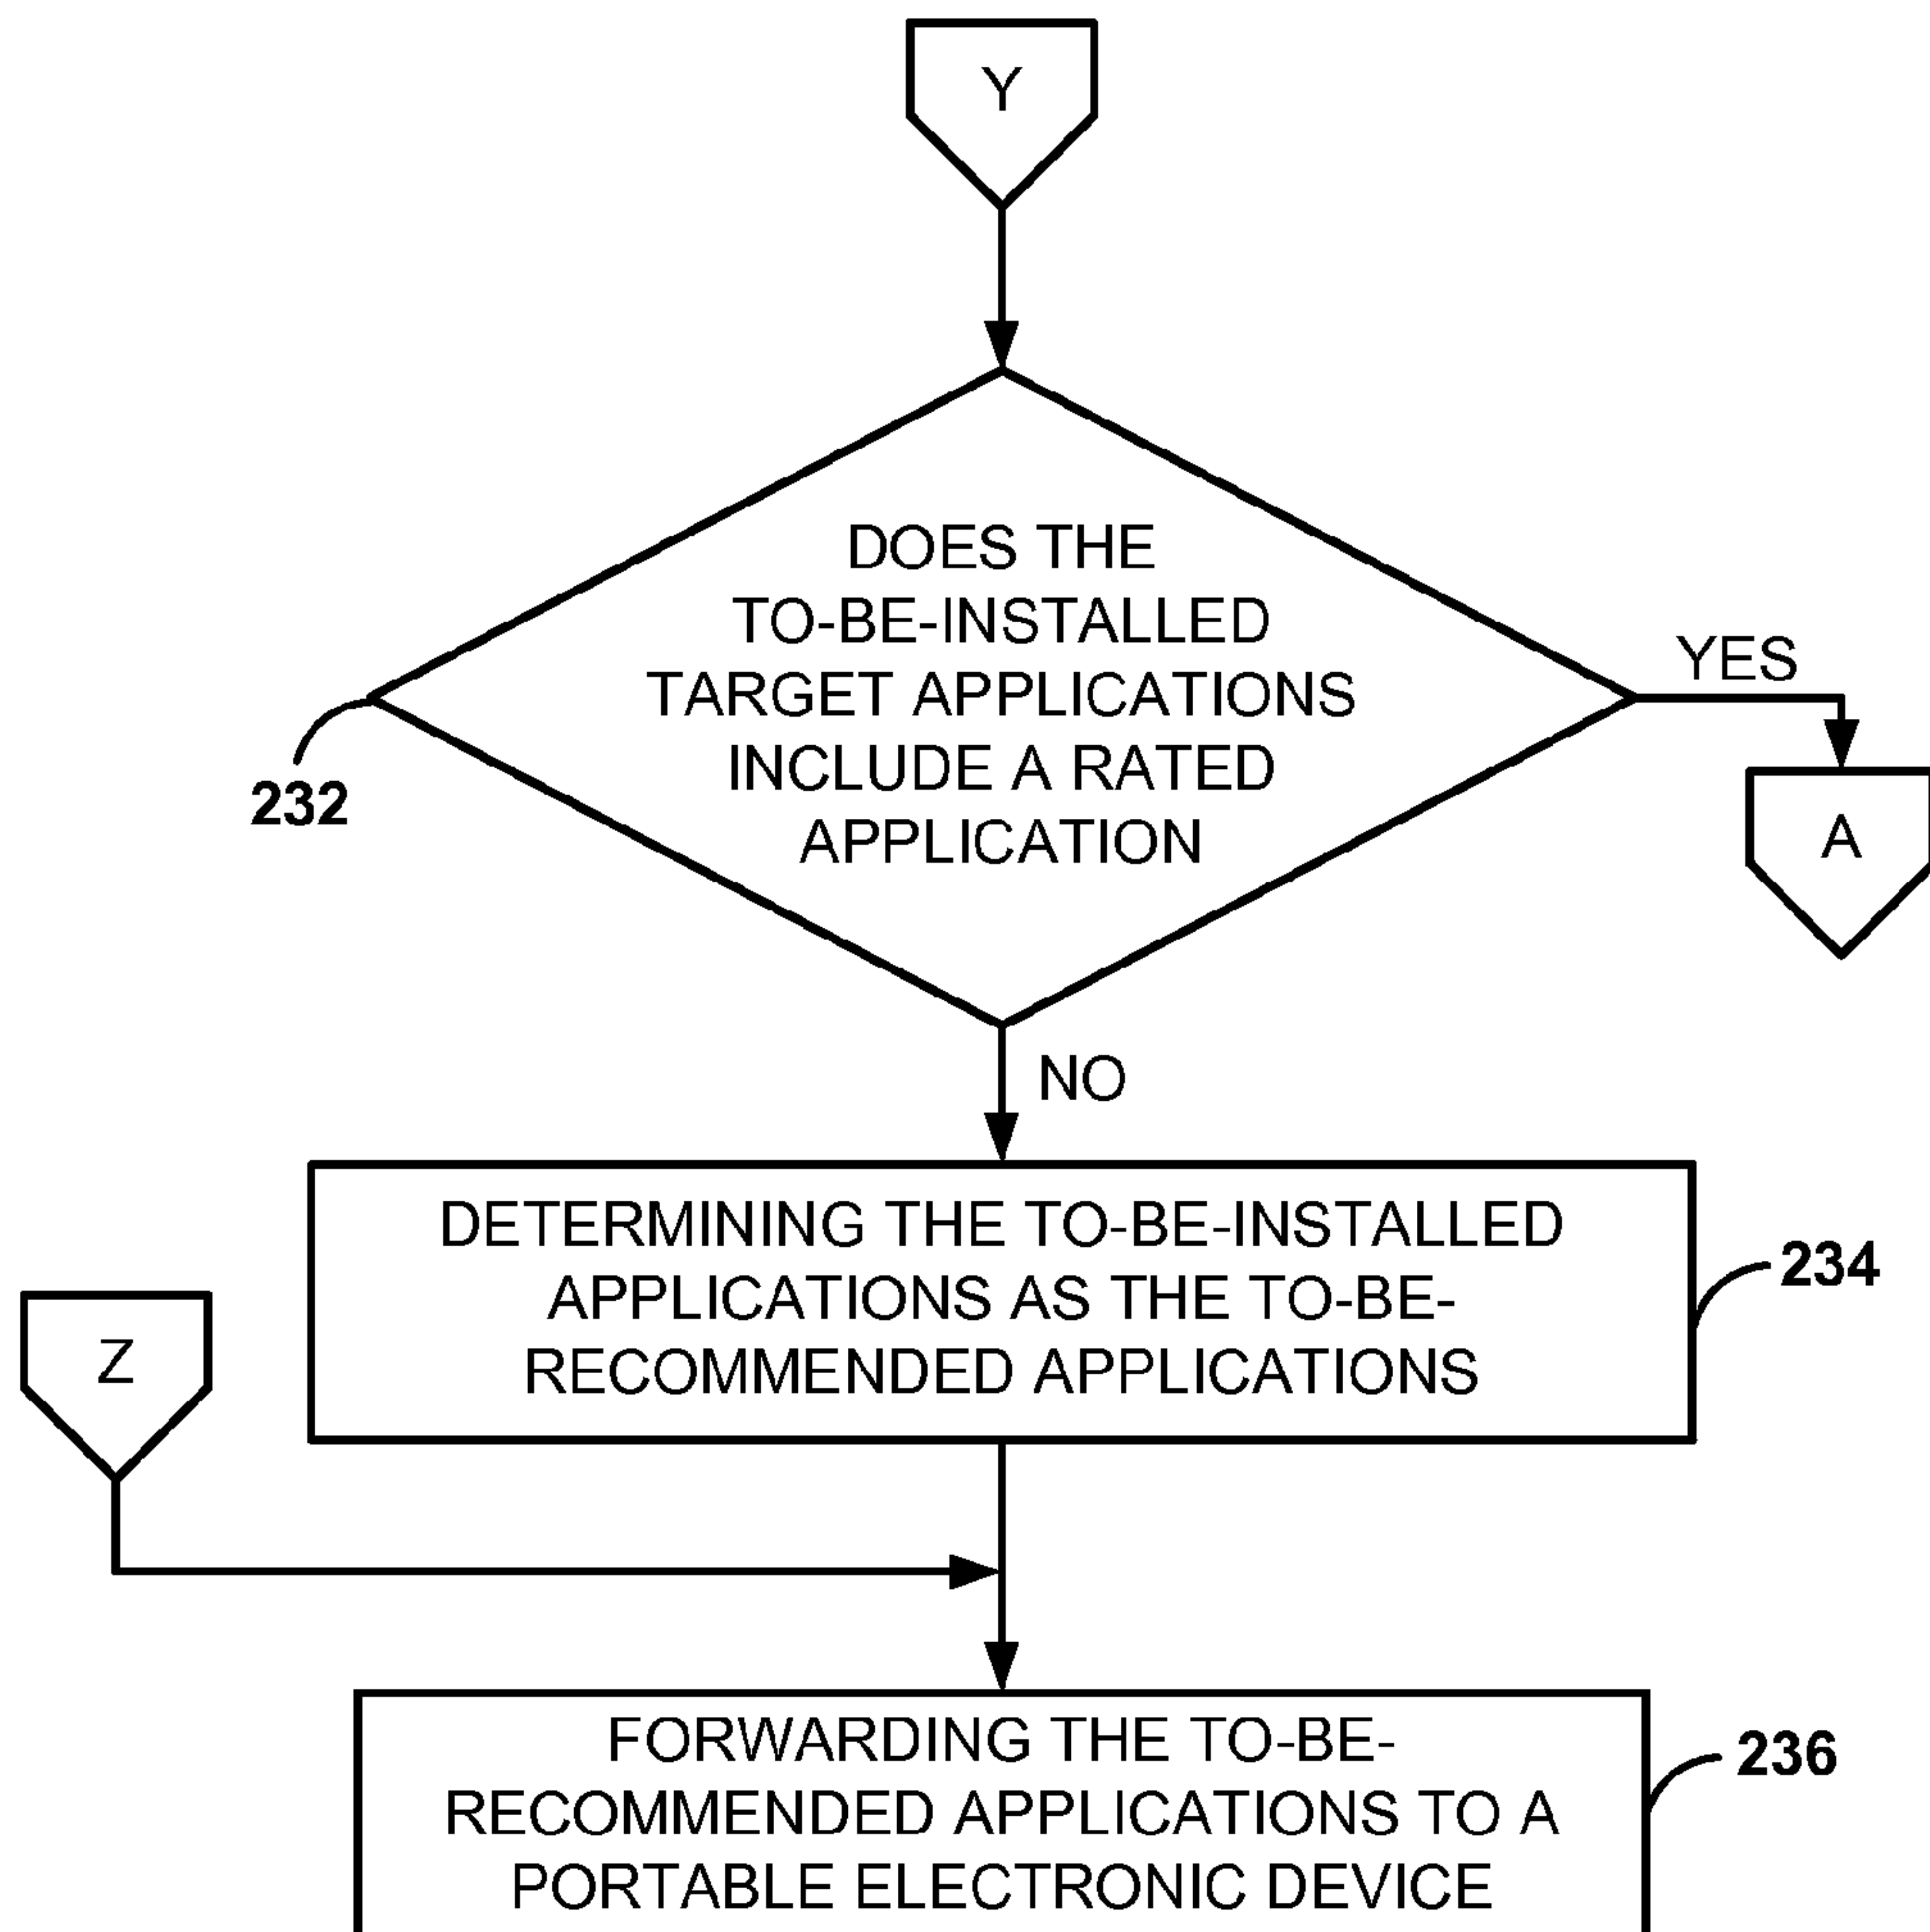 Y
DOES THE
TO-BE-INSTALLED
TARGET APPLICATIONS
INCLUDE A RATED
APPLICATION
YES
232
A
NO
DETERMINING THE TO-BE-INSTALLED
APPLICATIONS AS THE TO-BE-
RECOMMENDED APPLICATIONS
234
Z
FORWARDING THE TO-BE-
RECOMMENDED APPLICATIONS TO A
PORTABLE ELECTRONIC DEVICE
236